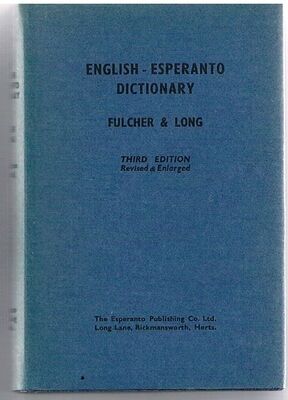 ENGLISH - ESPERANTO
DICTIONARY
FULCHER & LONG
THIRD EDITION
Revised & Enlarged
The Esperanto Publishing Co. Ltd.
Long Lane, Rickmansworth, Herts.